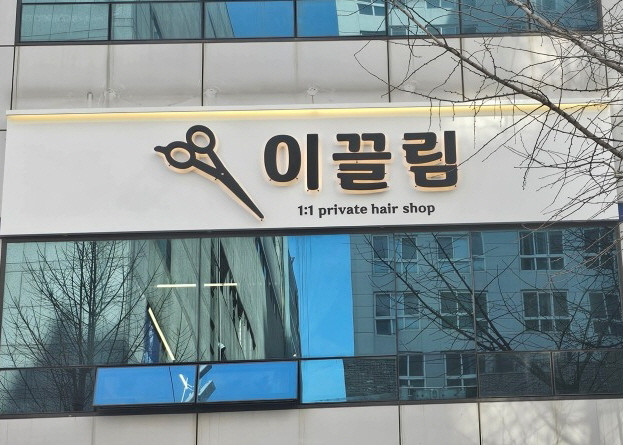 이끌림
1:1 private hair shop